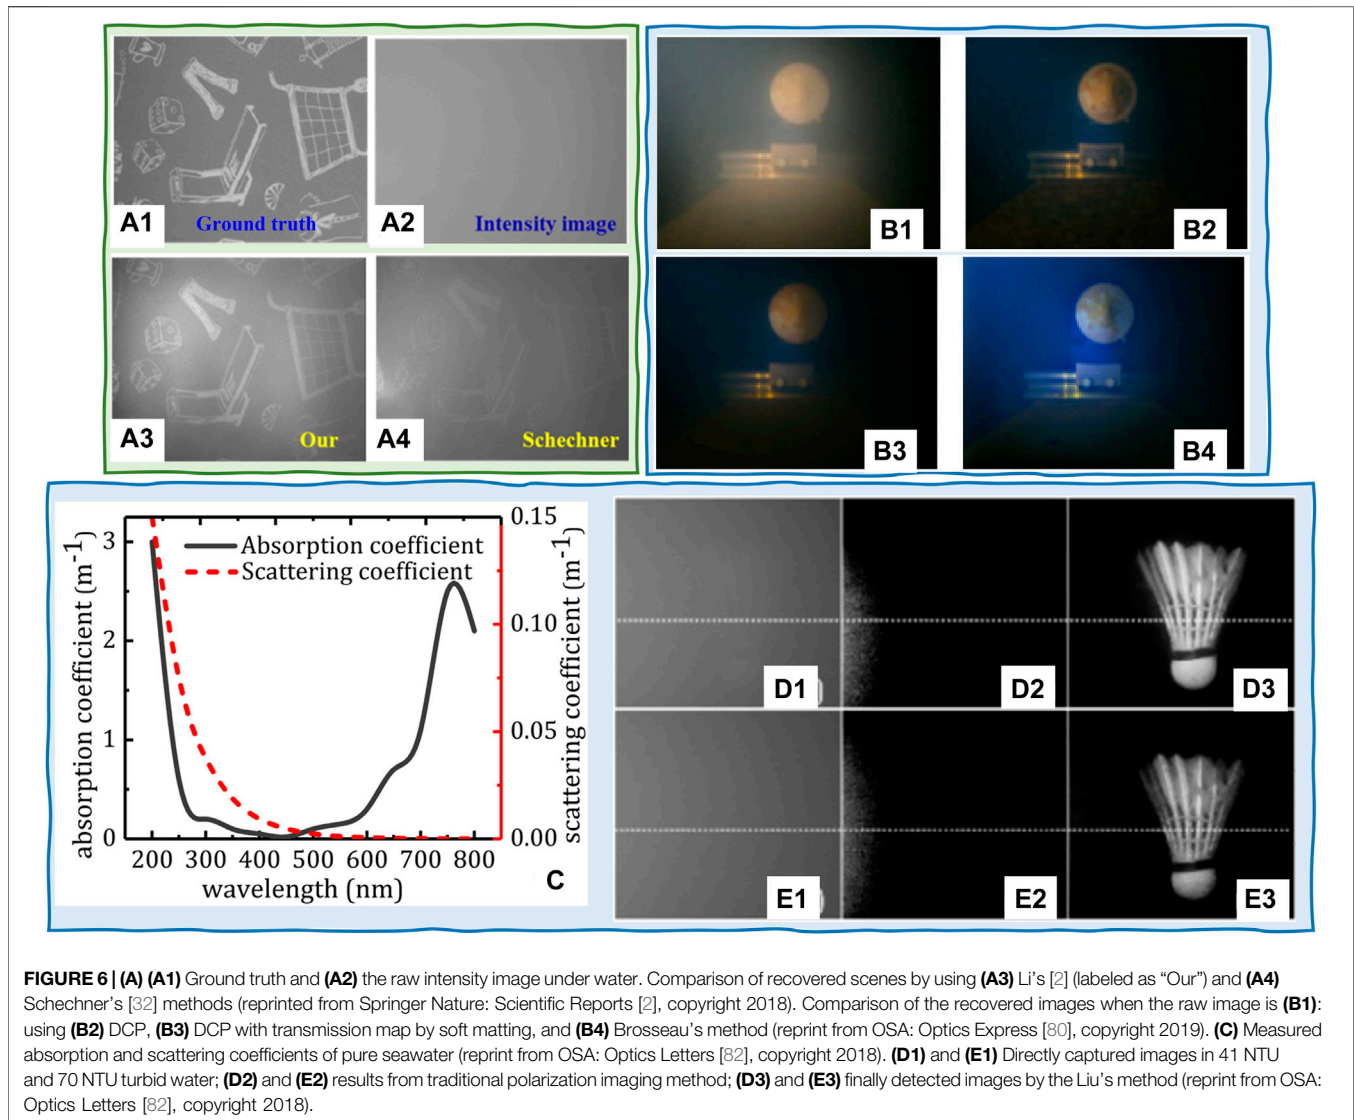 A1
Ground truth
A2
Intensity image
A3
Our
A4
Schechner
B1
B2
B3
B4
absorption coefficient (m-1)
3
2
1
0
Absorption coefficient
Scattering coefficient
0.15
0.10
0.05
0.00
scattering coefficient (m-1)
200 300 400 500 600 700 800
wavelength (nm)
C
D1
D2
D3
E1
E2
E3
FIGURE 6 | (A) (A1) Ground truth and (A2) the raw intensity image under water. Comparison of recovered scenes by using (A3) Li's [2] (labeled as "Our") and (A4)
Schechner's [32] methods (reprinted from Springer Nature: Scientific Reports [2], copyright 2018). Comparison of the recovered images when the raw image is (B1):
using (B2) DCP, (B3) DCP with transmission map by soft matting, and (B4) Brosseau's method (reprint from OSA: Optics Express [80], copyright 2019). (C) Measured
absorption and scattering coefficients of pure seawater (reprint from OSA: Optics Letters [82], copyright 2018). (D1) and (E1) Directly captured images in 41 NTU
and 70 NTU turbid water; (D2) and (E2) results from traditional polarization imaging method; (D3) and (E3) finally detected images by the Liu's method (reprint from OSA:
Optics Letters [82], copyright 2018).